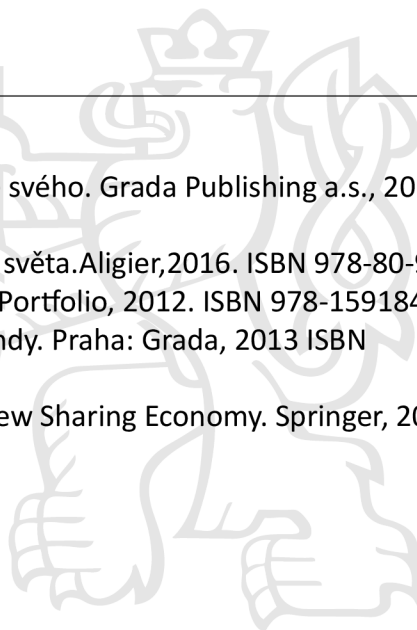 svého. Grada Publishing a.s., 20
světa.Aligier,2016. ISBN 978-80-9
Portfolio, 2012. ISBN 978-159184
ndy. Praha: Grada, 2013 ISBN
ew Sharing Economy. Springer, 20